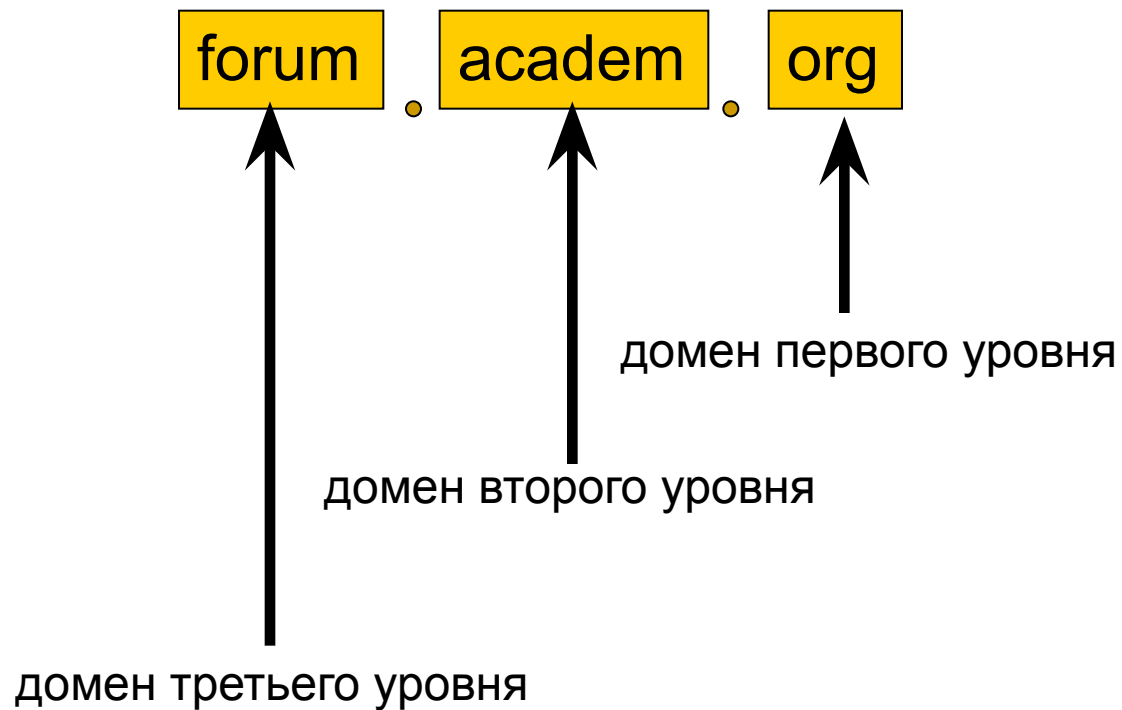 forum . academ . org
домен первого уровня
домен второго уровня
домен третьего уровня